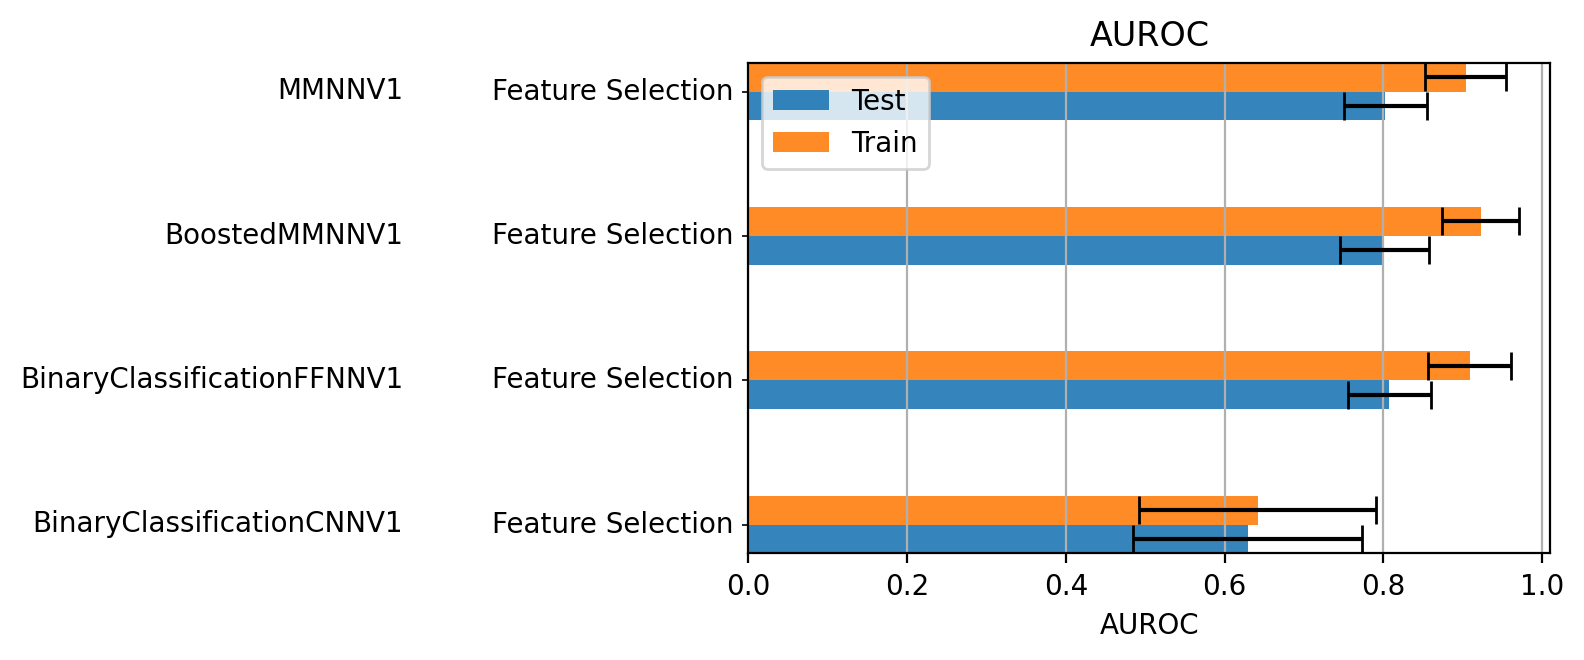 AUROC
MMNNV1 Feature Selection
Test
Train
BoostedMMNNV1 Feature Selection
BinaryClassificationFFNNV1 Feature Selection
BinaryClassificationCNNV1 Feature Selection
0.0 0.2 0.4 0.6 0.8 1.0
AUROC